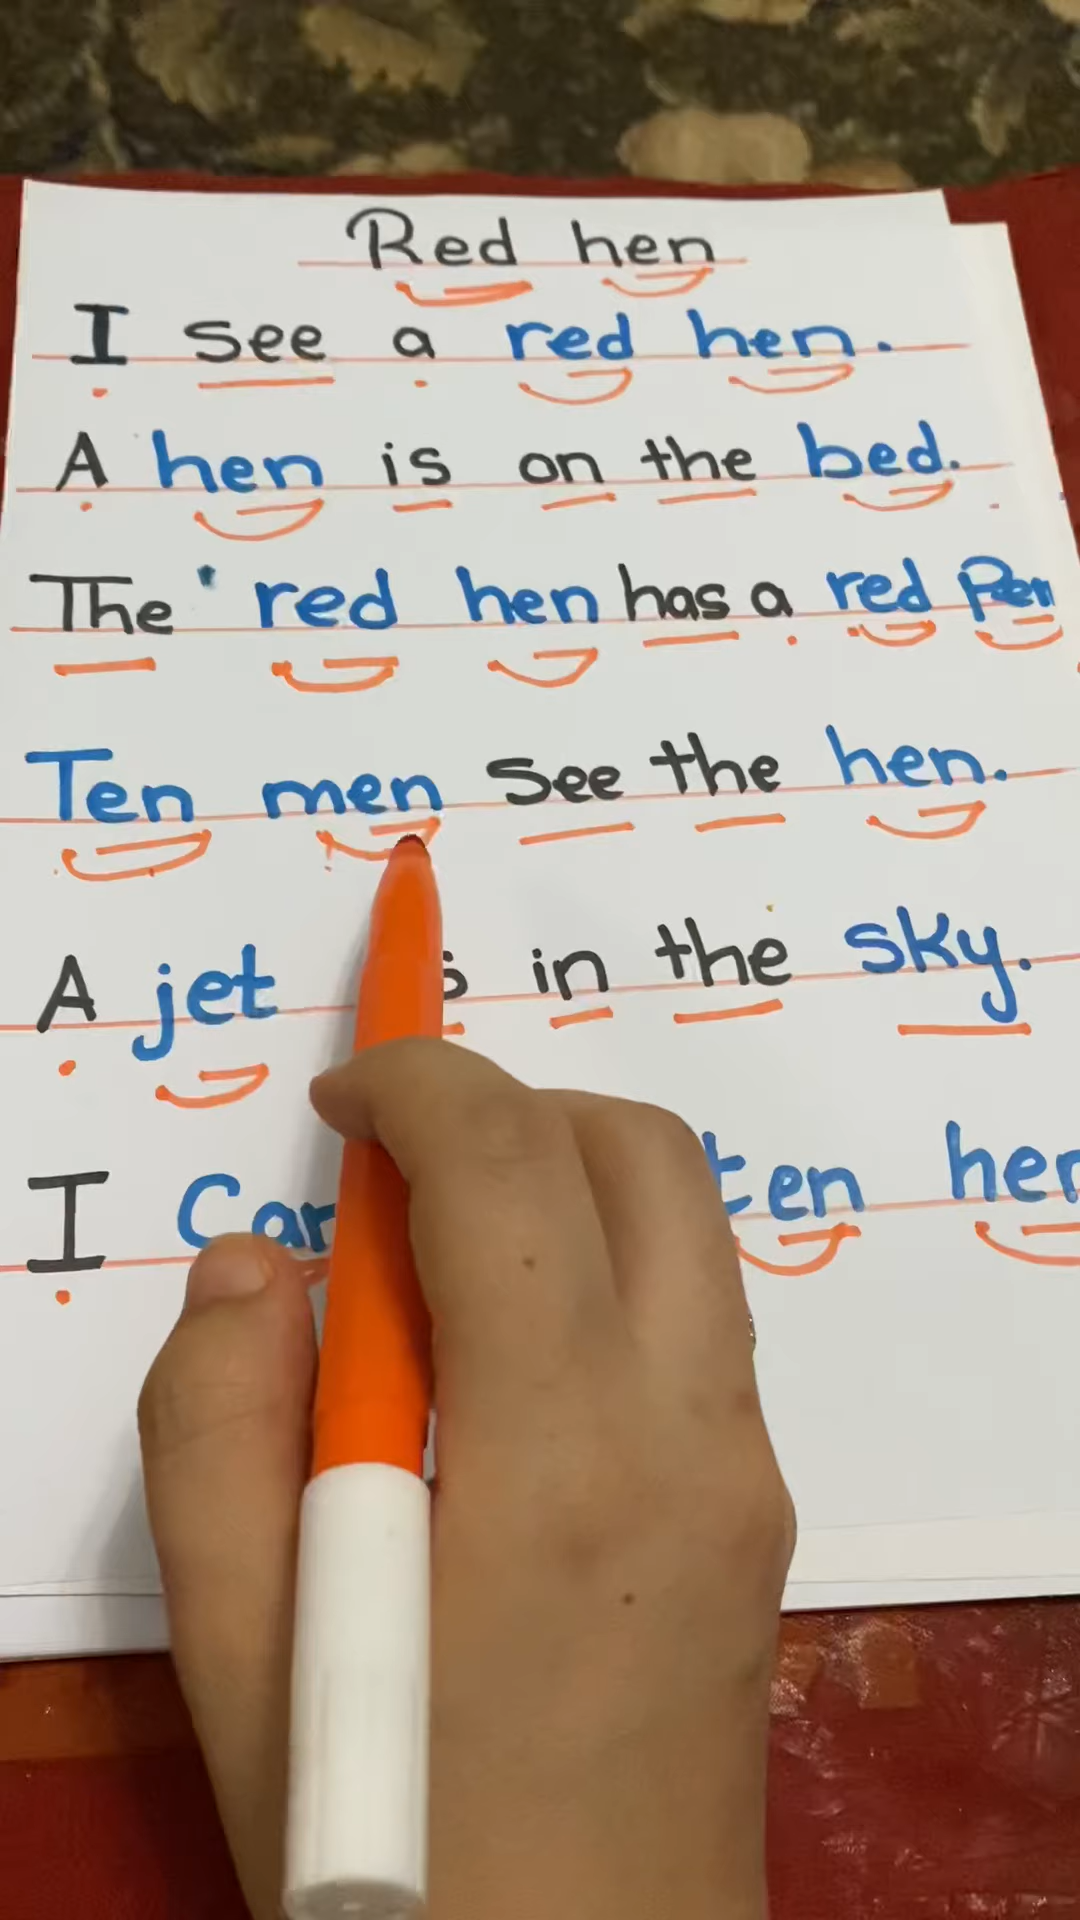 Red hen
I see a red hen.
A hen is on the bed.
The red hen has a red Pen
Ten men see the hen.
A jet in the sky.
I ten